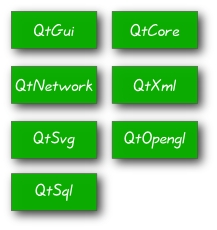 QtGui QtCore
QtNetwork QtXml
QtSvg QtOpengl
QtSql